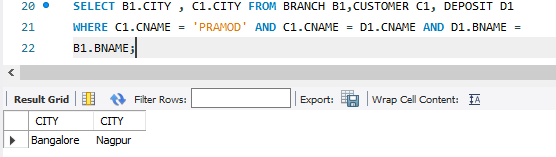 20 SELECT B1.CITY , C1.CITY FROM BRANCH B1,CUSTOMER C1, DEPOSIT D1
21 WHERE C1.CNAME = 'PRAMOD' AND C1.CNAME = D1.CNAME AND D1.BNAME =
22 B1.BNAME;
Result Grid Filter Rows: Export: Wrap Cell Content: IA
CITY CITY
Bangalore Nagpur